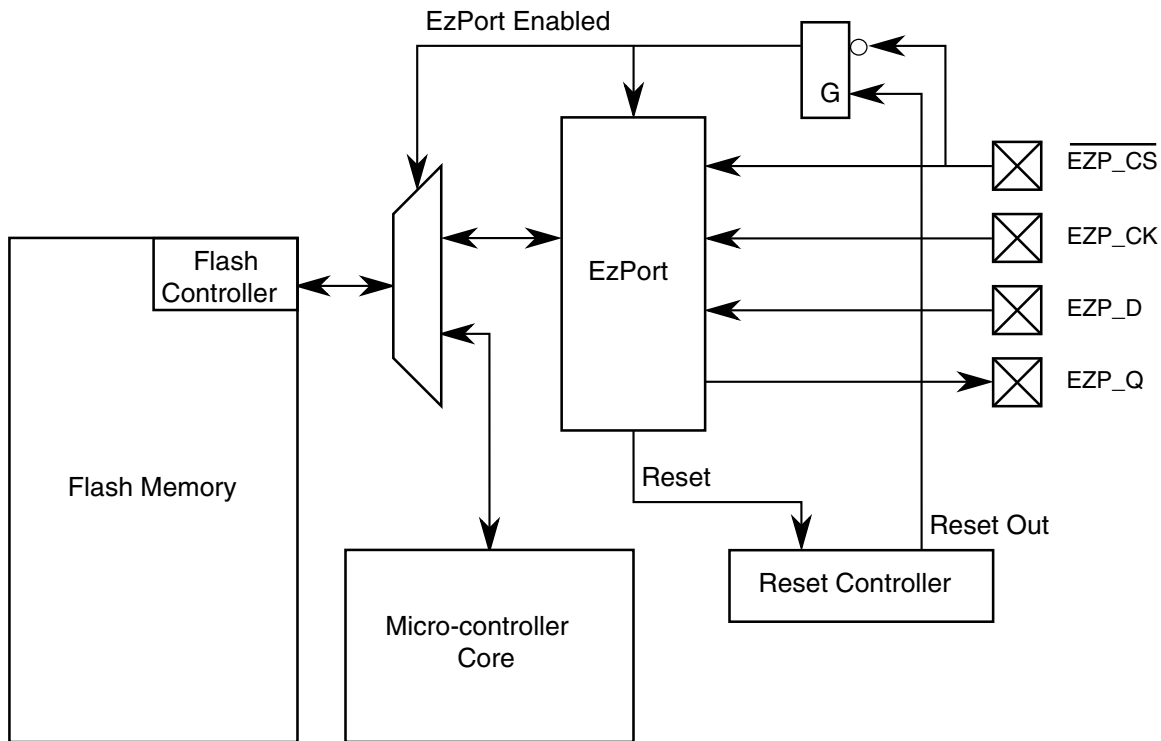 EzPort Enabled
G
EZP_CS
EZP_CK
EZP_D
EZP_Q
Flash
Controller
EzPort
Flash Memory
Reset
Reset Out
Reset Controller
Micro-controller
Core